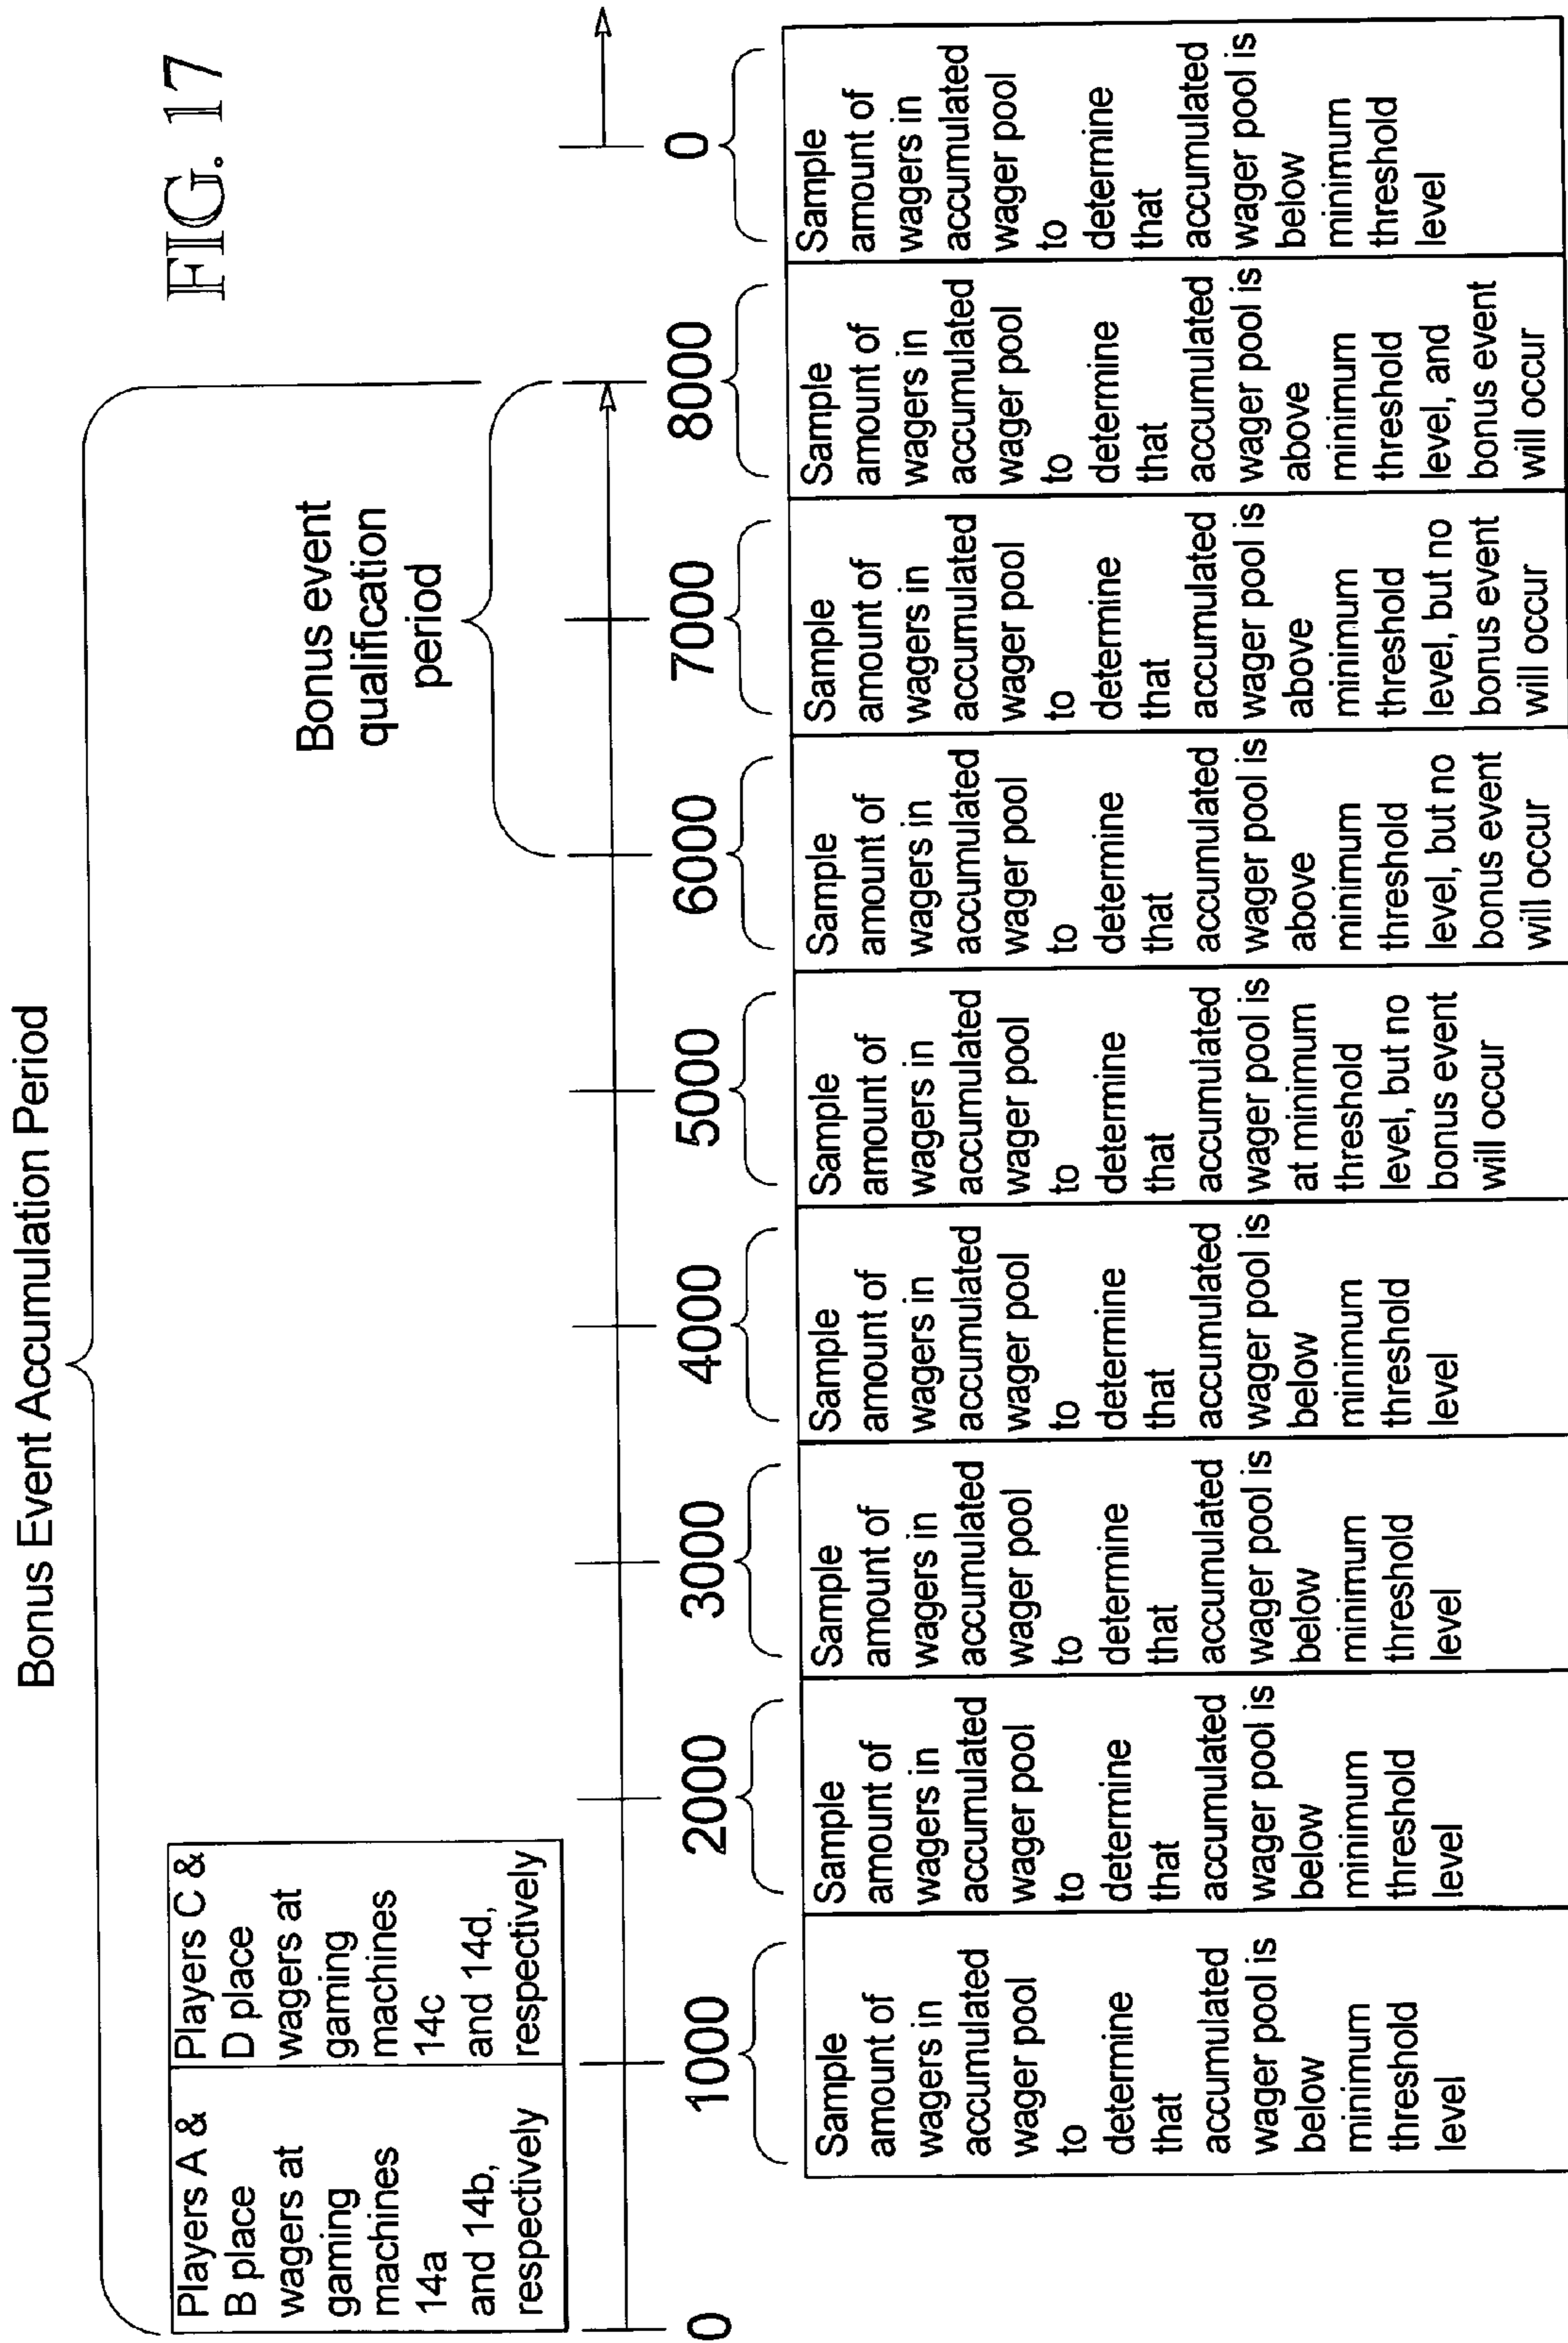 Bonus Event Accumulation Period
FIG. 17
Players A &
B place
wagers at
gaming
machines
14a
and 14b,
respectively
Players C &
D place
wagers at
gaming
machines
14c
and 14d,
respectively
Bonus event
qualification
period
0
1000
2000
3000
4000
5000
6000
7000
8000
0
Sample
amount of
wagers in
accumulated
wager pool
to
determine
that
accumulated
wager pool is
below
minimum
threshold
level
Sample
amount of
wagers in
accumulated
wager pool
to
determine
that
accumulated
wager pool is
below
minimum
threshold
level
Sample
amount of
wagers in
accumulated
wager pool
to
determine
that
accumulated
wager pool is
below
minimum
threshold
level
Sample
amount of
wagers in
accumulated
wager pool
to
determine
that
accumulated
wager pool is
below
minimum
threshold
level
Sample
amount of
wagers in
accumulated
wager pool
to
determine
that
accumulated
wager pool is
at minimum
threshold
level, but no
bonus event
will occur
Sample
amount of
wagers in
accumulated
wager pool
to
determine
that
accumulated
wager pool is
above
minimum
threshold
level, but no
bonus event
will occur
Sample
amount of
wagers in
accumulated
wager pool
to
determine
that
accumulated
wager pool is
above
minimum
threshold
level, but no
bonus event
will occur
Sample
amount of
wagers in
accumulated
wager pool
to
determine
that
accumulated
wager pool is
above
minimum
threshold
level, and
bonus event
will occur
Sample
amount of
wagers in
accumulated
wager pool
to
determine
that
accumulated
wager pool is
below
minimum
threshold
level